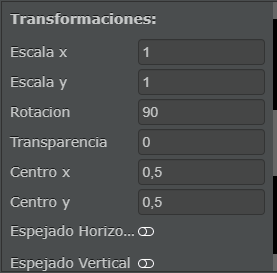 Transformaciones:
Escala x 1
Escala y 1
Rotacion 90
Transparencia 0
Centro x 0,5
Centro y 0,5
Espejado Horizo...
Espejado Vertical